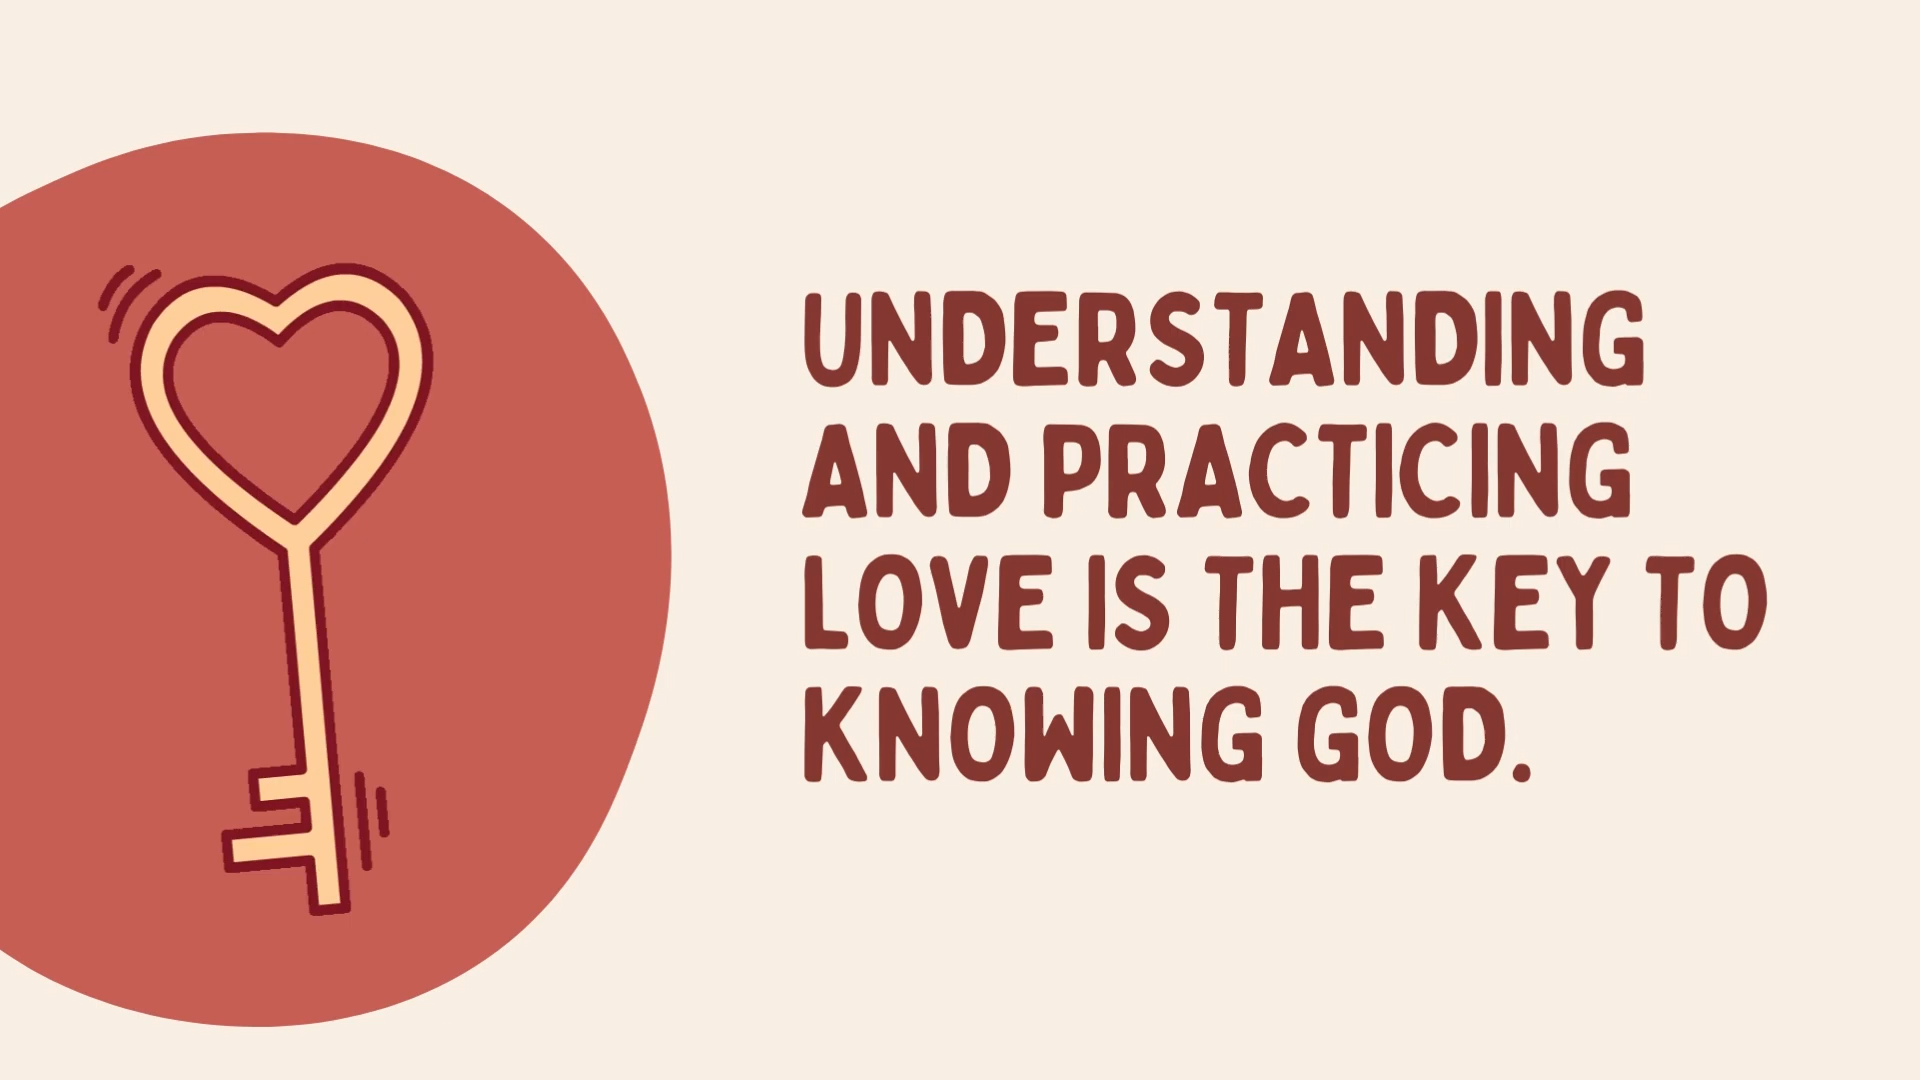 UNDERSTANDING
AND PRACTICING
LOVE IS THE KEY TO
KNOWING GOD.